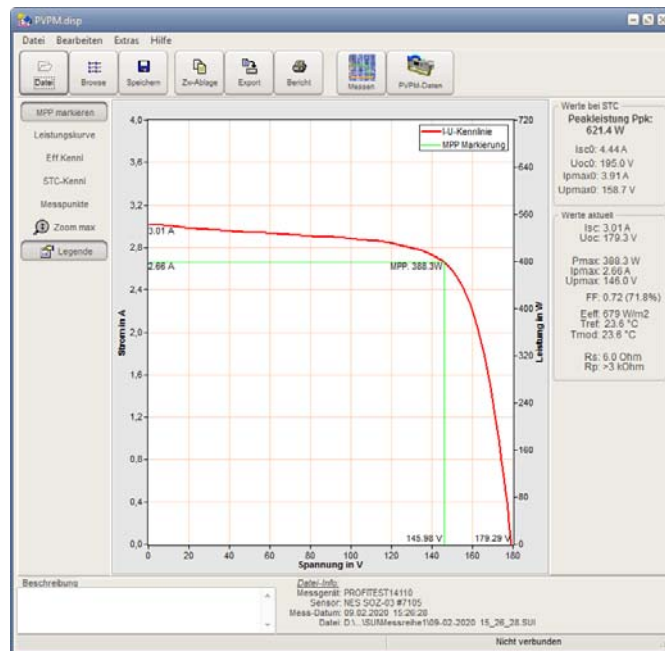 PVPM.disp
Datei Bearbeiten Extras Hilfe
Datei Browse Speichern Zw-Ablage Export Bericht Messen PVPM-Daten
MPP markieren
Leistungskurve
Eff.Kennl
STC-Kennl
Messpunkte
Zoom max
Legende
4,0
3,6
3,2
2,8
2,4
2,0
1,6
1,2
0,8
0,4
0,0
Strom in A
3.01 A
2.66 A
MPP: 388.3W
I-U-Kennlinie
MPP Markierung
720
640
560
480
400
320
240
160
80
0
Leistung in W
145.98 V 179.29 V
0 20 40 60 80 100 120 140 160 180
Spannung in V
Werte bei STC
Peakleistung Ppk:
621.4 W
Isc0: 4.44 A
Uoc0: 195.0 V
Ipmax0: 3.91 A
Upmax0: 158.7 V
Werte aktuell
Isc: 3.01 A
Uoc: 179.3 V
Pmax: 388.3 W
Ipmax: 2.66 A
Upmax: 146.0 V
FF: 0.72 (71.8%)
Eeff: 679 W/m2
Tref: 23.6 °C
Tmod: 23.6 °C
Rs: 6.0 Ohm
Rp: >3 kOhm
Beschreibung
Datei-Info:
Messgerät: PROFITEST14110
Sensor: NES SOZ-03 #7105
Mess-Datum: 09.02.2020 15:26:28
Datei: D:\...\SUI\Messreihe1\09-02-2020 15_26_28.SUI
Nicht verbunden